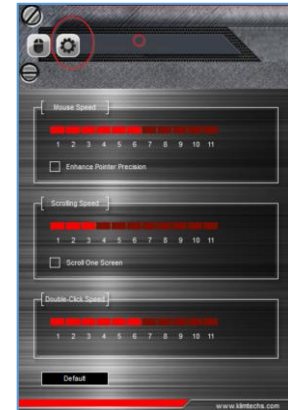 Mouse Speed
1 2 3 4 5 6 7 8 9 10 11
Enhance Pointer Precision
Scrolling Speed
1 2 3 4 5 6 7 8 9 10 11
Scroll One Screen
Double-Click Speed
1 2 3 4 5 6 7 8 9 10 11
Default
www.klimtechs.com